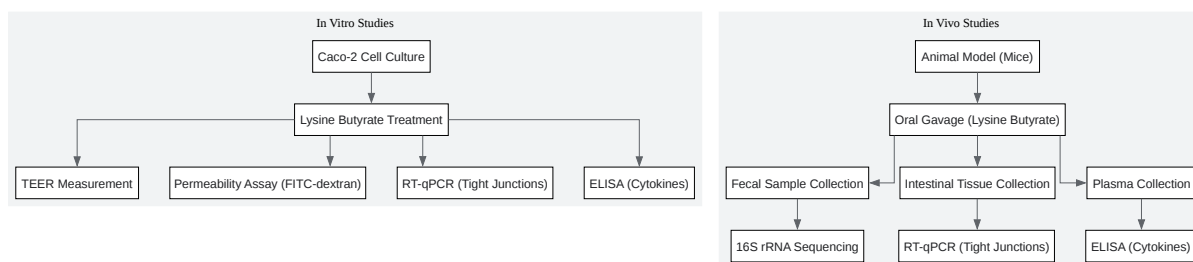 In Vitro Studies
Caco-2 Cell Culture
Lysine Butyrate Treatment
TEER Measurement
Permeability Assay (FITC-dextran)
RT-qPCR (Tight Junctions)
ELISA (Cytokines)
In Vivo Studies
Animal Model (Mice)
Oral Gavage (Lysine Butyrate)
Fecal Sample Collection
Intestinal Tissue Collection
Plasma Collection
16S rRNA Sequencing
RT-qPCR (Tight Junctions)
ELISA (Cytokines)